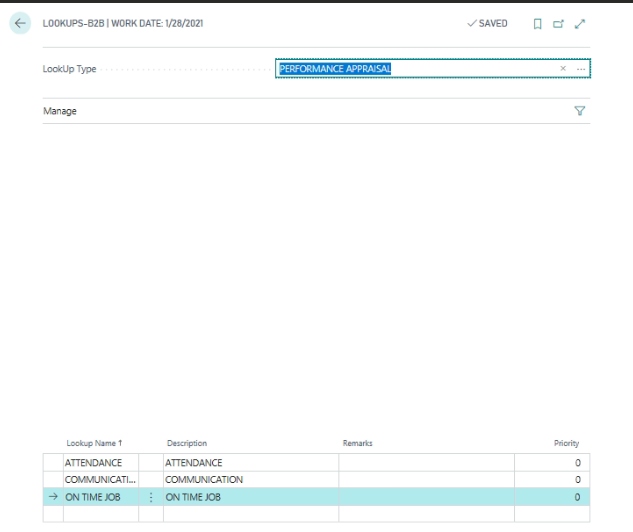 LOOKUPS-B2B | WORK DATE: 1/28/2021 ✓ SAVED
LookUp Type PERFORMANCE APPRAISAL × ...
Manage
Lookup Name ↑ Description Remarks Priority
ATTENDANCE ATTENDANCE 0
COMMUNICATI... COMMUNICATION 0
→ ON TIME JOB ⋮ ON TIME JOB 0